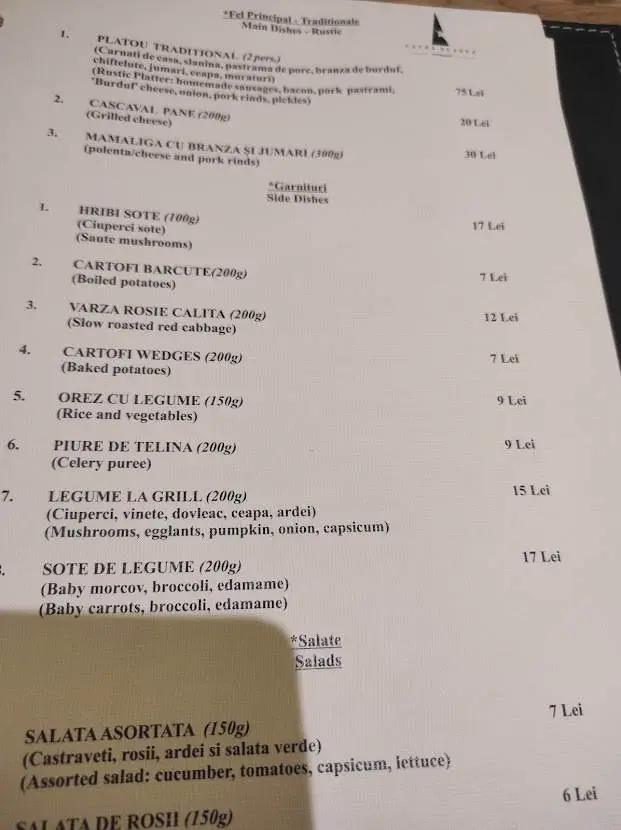 *Fel Principal - Traditionale
Main Dishes - Rustic
1. PLATOU TRADITIONAL (2 pers.) 75 Lei
(Carnati de casa, slanina, pastrama de porc, branza de burduf,
chiftelute, jumari, ceapa, muraturi)
(Rustic Platter: homemade sausages, bacon, pork pastrami,
"Burduf" cheese, onion, pork rinds, pickles)
2. CASCAVAL PANE (200g) 20 Lei
(Grilled cheese)
3. MAMALIGA CU BRANZA ȘI JUMARI (300g) 30 Lei
(polenta/cheese and pork rinds)
*Garnituri
Side Dishes
1. HRIBI SOTE (100g) 17 Lei
(Ciuperci sote)
(Saute mushrooms)
2. CARTOFI BARCUTE(200g) 7 Lei
(Boiled potatoes)
3. VARZA ROSIE CALITA (200g) 12 Lei
(Slow roasted red cabbage)
4. CARTOFI WEDGES (200g) 7 Lei
(Baked potatoes)
5. OREZ CU LEGUME (150g) 9 Lei
(Rice and vegetables)
6. PIURE DE TELINA (200g) 9 Lei
(Celery puree)
7. LEGUME LA GRILL (200g) 15 Lei
(Ciuperci, vinete, dovleac, ceapa, ardei)
(Mushrooms, egglants, pumpkin, onion, capsicum)
SOTE DE LEGUME (200g) 17 Lei
(Baby morcov, broccoli, edamame)
(Baby carrots, broccoli, edamame)
*Salate
Salads
SALATA ASORTATA (150g) 7 Lei
(Castraveti, rosii, ardei si salata verde)
(Assorted salad: cucumber, tomatoes, capsicum, lettuce)
SALATA DE ROSII (150g) 6 Lei